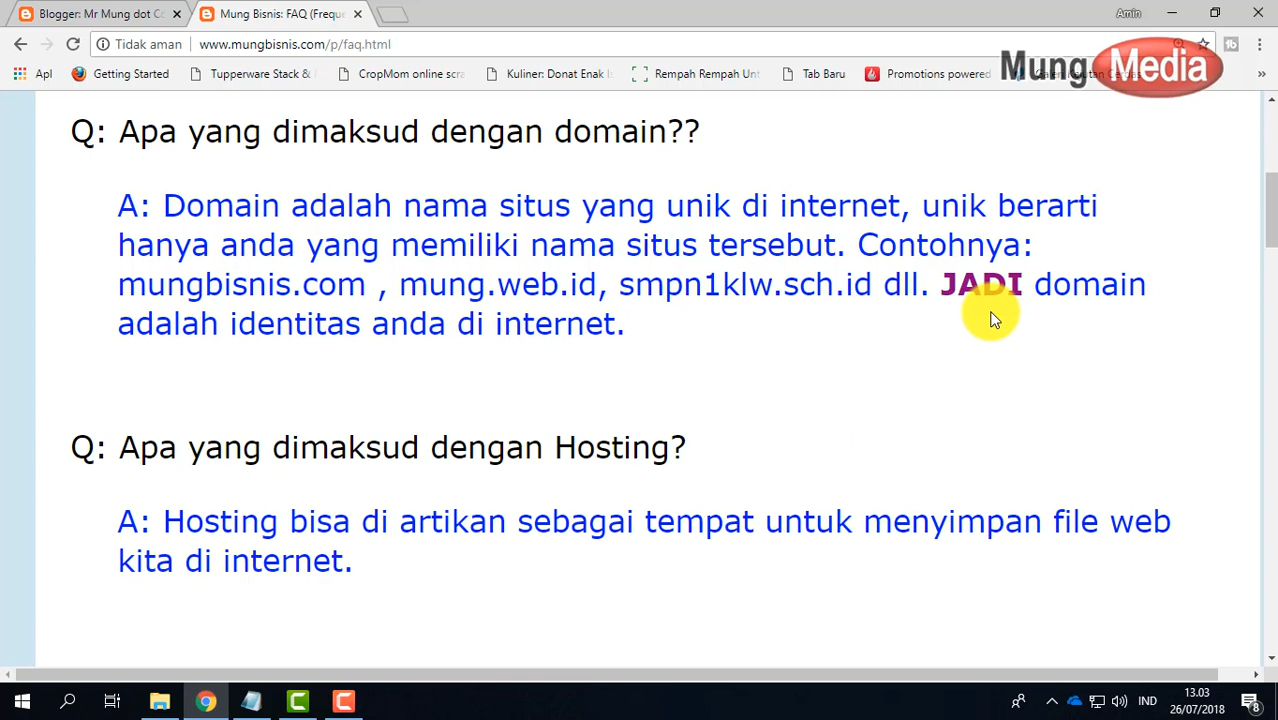 Blogger: Mr Mung dot Co
Mung Bisnis: FAQ (Freque
Amin
Tidak aman
www.mungbisnis.com/p/faq.html
Apl
Getting Started
Tupperware Stack &
CropMom online scra
Kuliner: Donat Enak Is
Rempah Rempah Unt
Tab Baru
Promotions powered
Mung Media
Q: Apa yang dimaksud dengan domain??
A: Domain adalah nama situs yang unik di internet, unik berarti
hanya anda yang memiliki nama situs tersebut. Contohnya:
mungbisnis.com , mung.web.id, smpn1klw.sch.id dll. JADI domain
adalah identitas anda di internet.
Q: Apa yang dimaksud dengan Hosting?
A: Hosting bisa di artikan sebagai tempat untuk menyimpan file web
kita di internet.
IND
13.03
26/07/2018
8